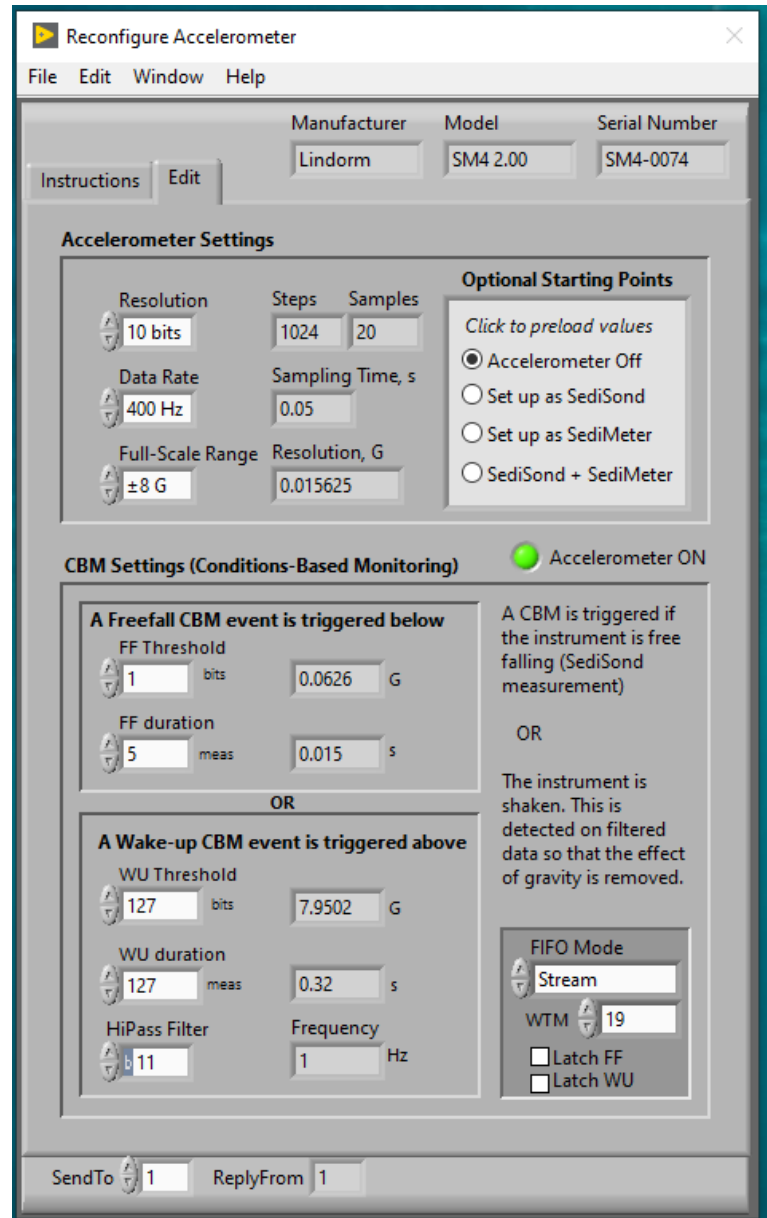 Reconfigure Accelerometer
File Edit Window Help
Manufacturer Model Serial Number
Lindorm SM4 2.00 SM4-0074
Instructions Edit
Accelerometer Settings
Resolution Steps Samples
10 bits 1024 20
Data Rate Sampling Time, s
400 Hz 0.05
Full-Scale Range Resolution, G
±8 G 0.015625
Optional Starting Points
Click to preload values
Accelerometer Off
Set up as SediSond
Set up as SediMeter
SediSond + SediMeter
CBM Settings (Conditions-Based Monitoring)
Accelerometer ON
A Freefall CBM event is triggered below
FF Threshold
1 bits 0.0626 G
FF duration
5 meas 0.015 s
OR
A Wake-up CBM event is triggered above
WU Threshold
127 bits 7.9502 G
WU duration
127 meas 0.32 s
HiPass Filter Frequency
b 11 1 Hz
A CBM is triggered if
the instrument is free
falling (SediSond
measurement)
OR
The instrument is
shaken. This is
detected on filtered
data so that the effect
of gravity is removed.
FIFO Mode
Stream
WTM 19
Latch FF
Latch WU
SendTo 1 ReplyFrom 1